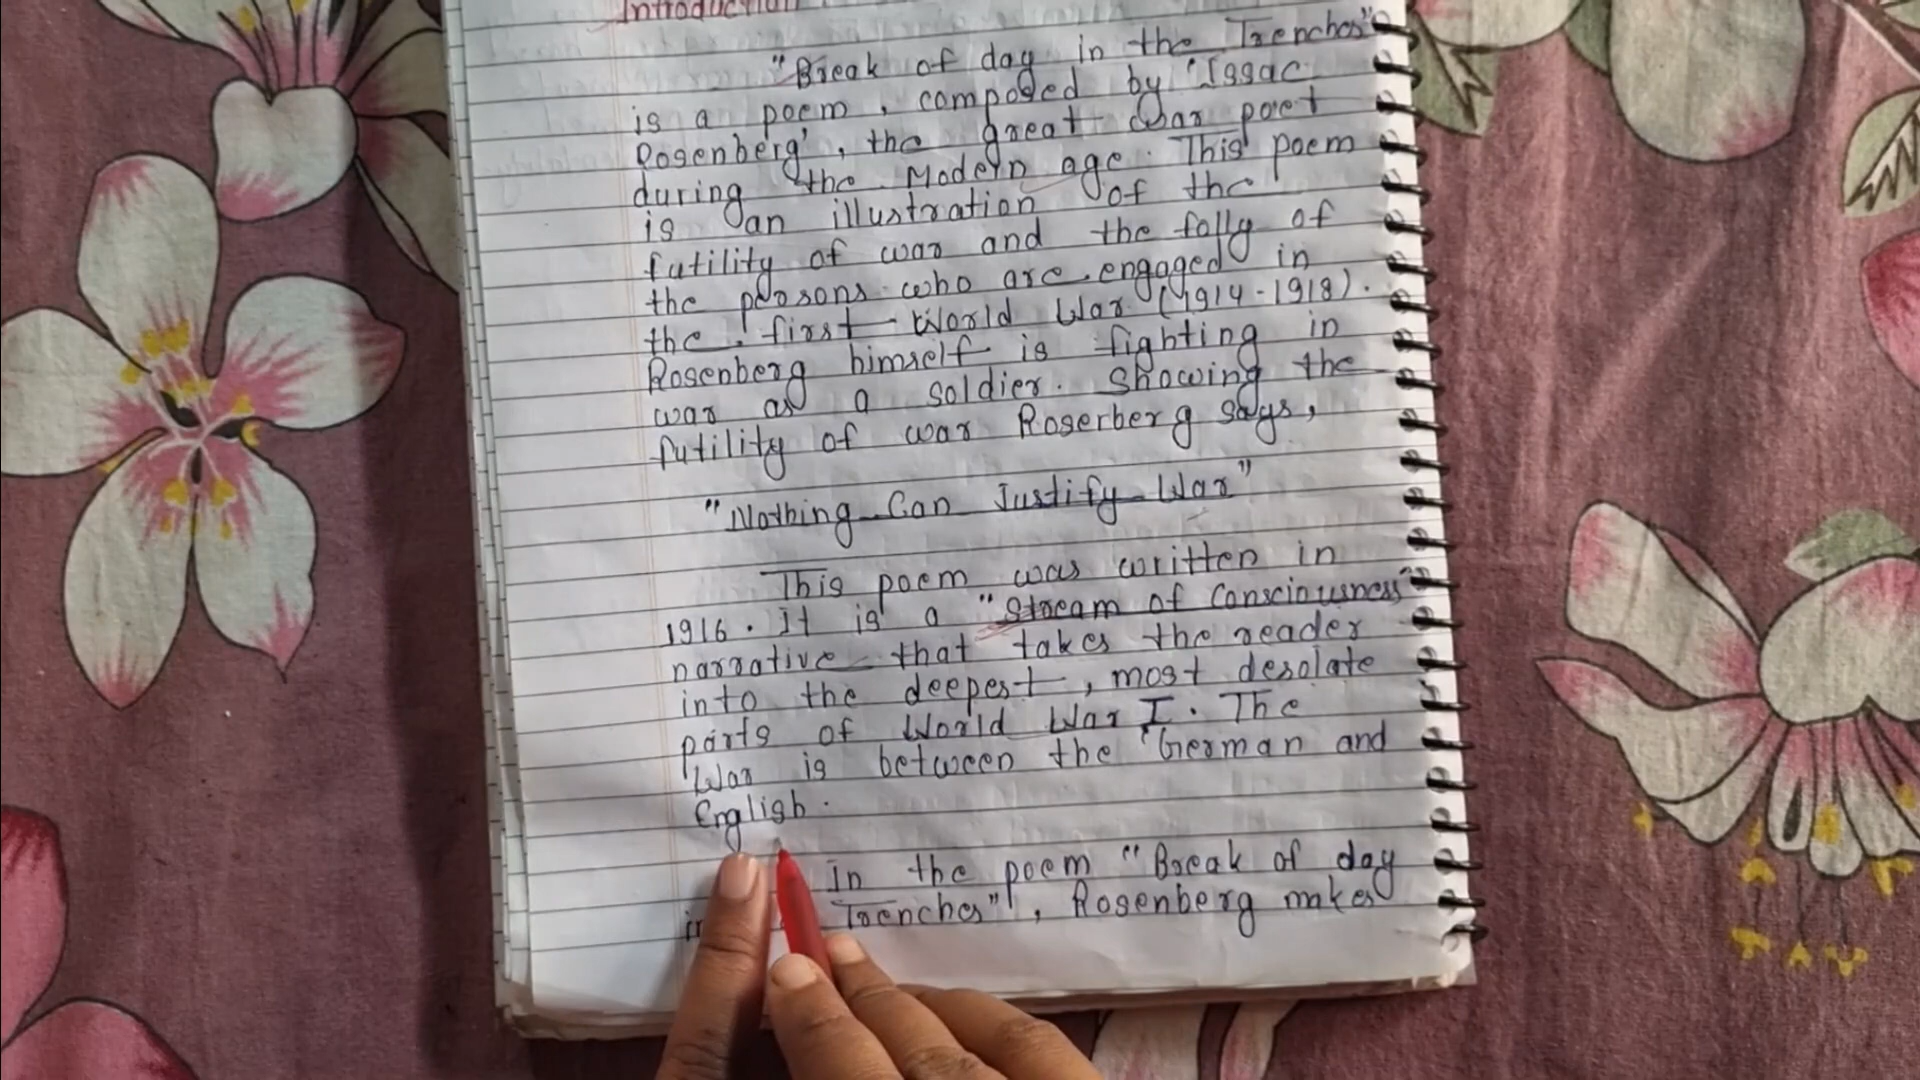 Introduction
"Break of day in the Trenches"
is a poem, composed by 'Issac
Rosenberg', the great war poet
during the Modern age. This poem
is an illustration of the
futility of war and the folly of
the persons who are engaged in
the first World War (1914-1918).
Rosenberg himself is fighting in
war as a soldier. Showing the
futility of war Roserberg says,
"Nothing Can Justify War"
This poem was written in
1916. It is a "Stream of Consciousness"
narrative that takes the reader
into the deepest, most desolate
parts of World War I. The
War is between the German and
English.
In the poem "Break of day
Trenches", Rosenberg makes